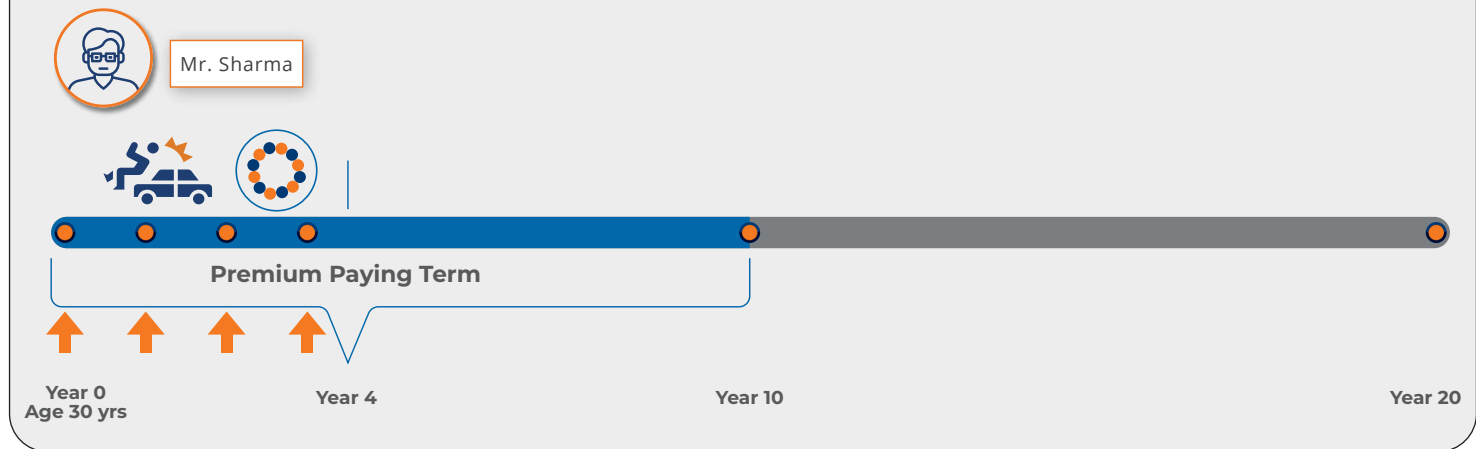 Mr. Sharma
Premium Paying Term
Year 0
Age 30 yrs
Year 4
Year 10
Year 20